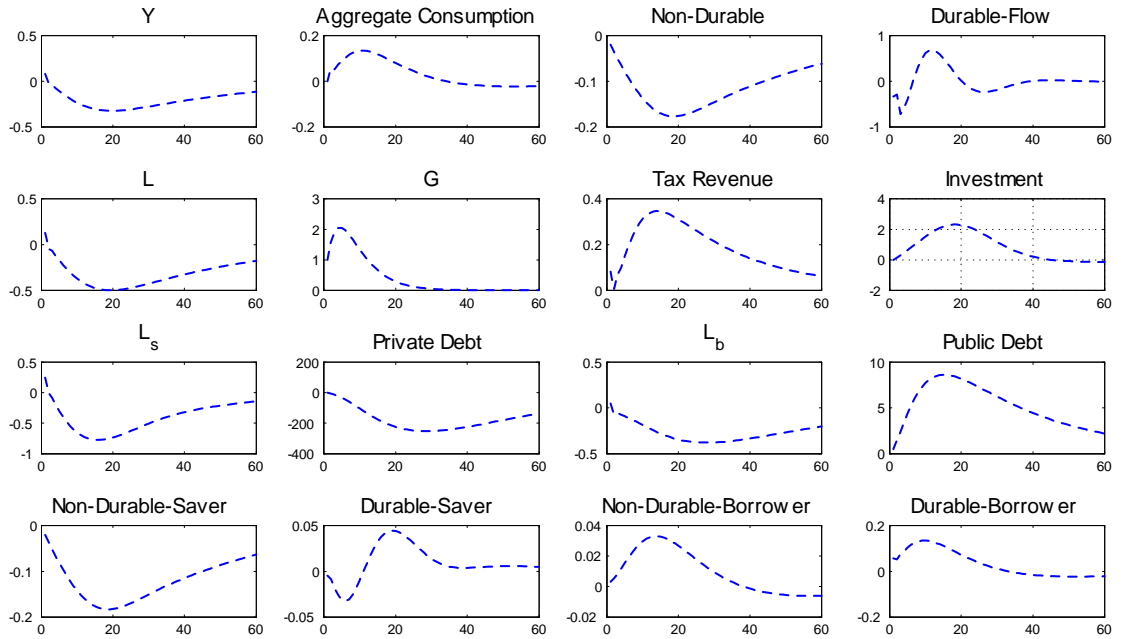 Y Aggregate Consumption Non-Durable Durable-Flow
0.5 0.2 0 1
0 0 -0.1 0
-0.5 -0.2 -0.2 -1
0 20 40 60 0 20 40 60 0 20 40 60 0 20 40 60
L G Tax Revenue Investment
0.5 3 0.4 4
0 2 0.2 2
-0.5 1 0 0
0 -2
0 20 40 60 0 20 40 60 0 20 40 60 0 20 40 60
L_s Private Debt L_b Public Debt
0.5 200 0.5 10
0 0 0 5
-0.5 -200 -0.5 0
-1 -400
0 20 40 60 0 20 40 60 0 20 40 60 0 20 40 60
Non-Durable-Saver Durable-Saver Non-Durable-Borrower Durable-Borrower
0 0.05 0.04 0.2
-0.1 0 0.02 0
-0.2 -0.05 0 -0.2
-0.02
0 20 40 60 0 20 40 60 0 20 40 60 0 20 40 60